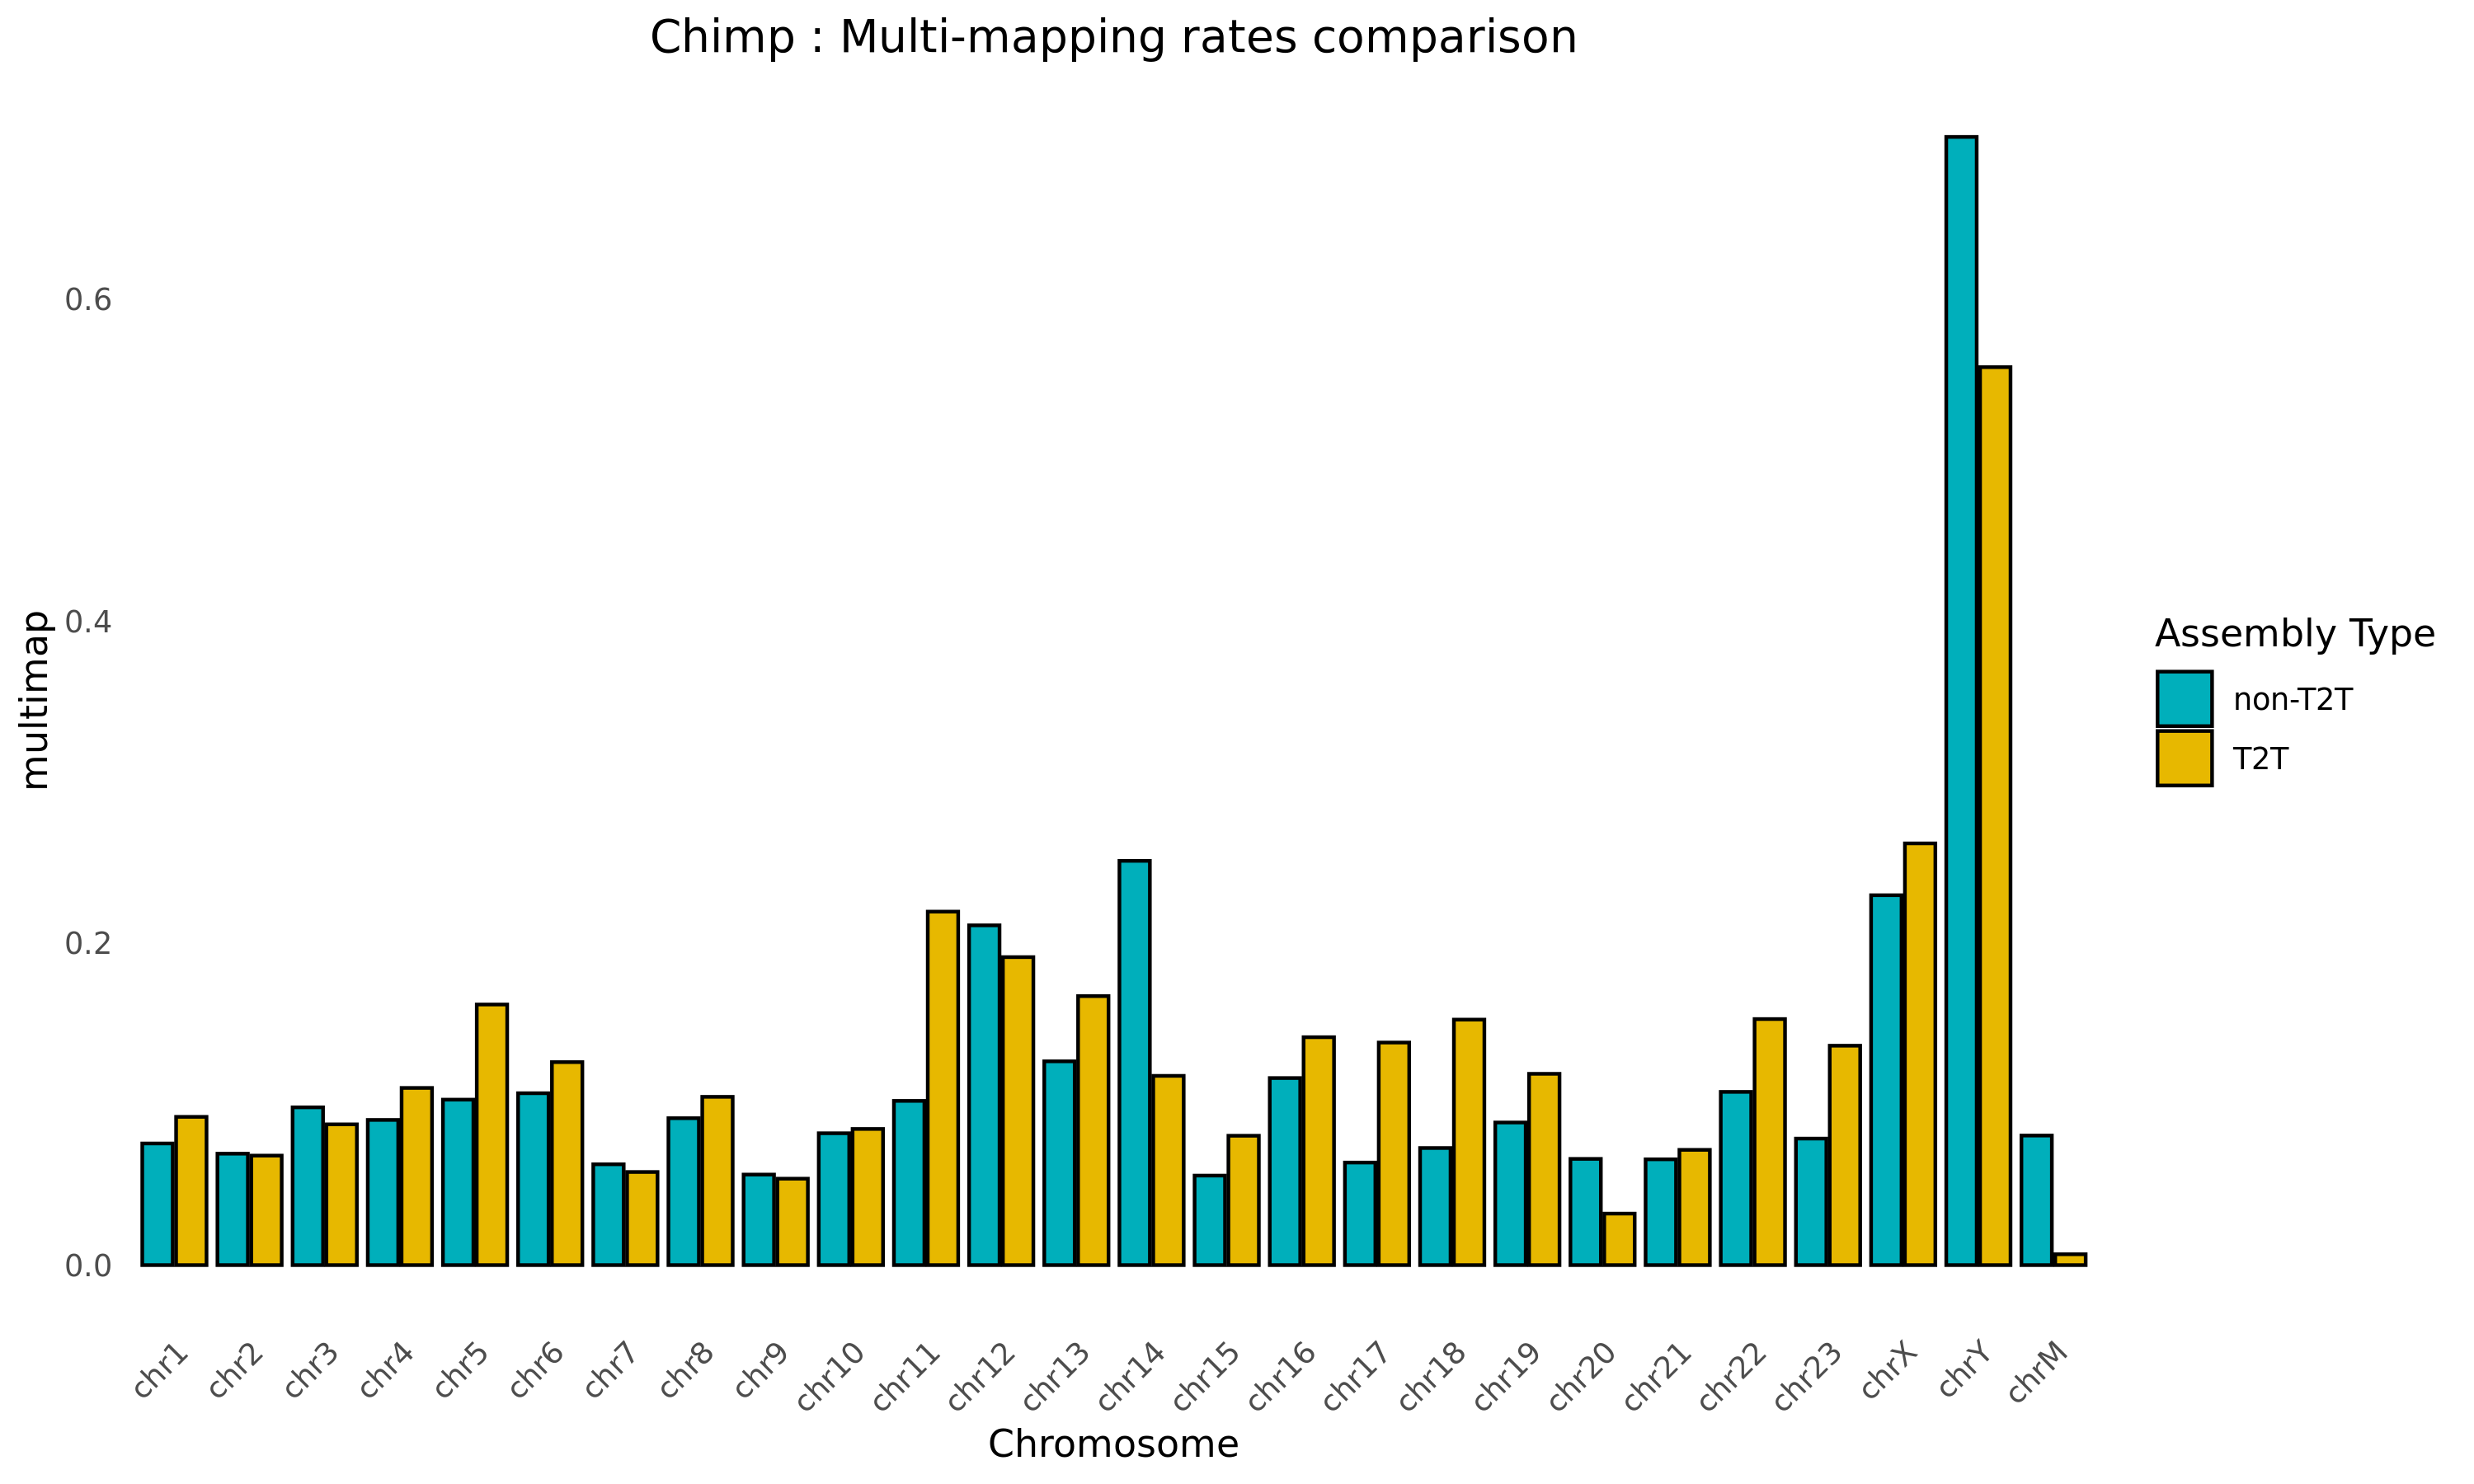 Chimp : Multi-mapping rates comparison
multimap
0.6
0.4
0.2
0.0
chr1
chr2
chr3
chr4
chr5
chr6
chr7
chr8
chr9
chr10
chr11
chr12
chr13
chr14
chr15
chr16
chr17
chr18
chr19
chr20
chr21
chr22
chr23
chrX
chrY
chrM
Chromosome
Assembly Type
non-T2T
T2T